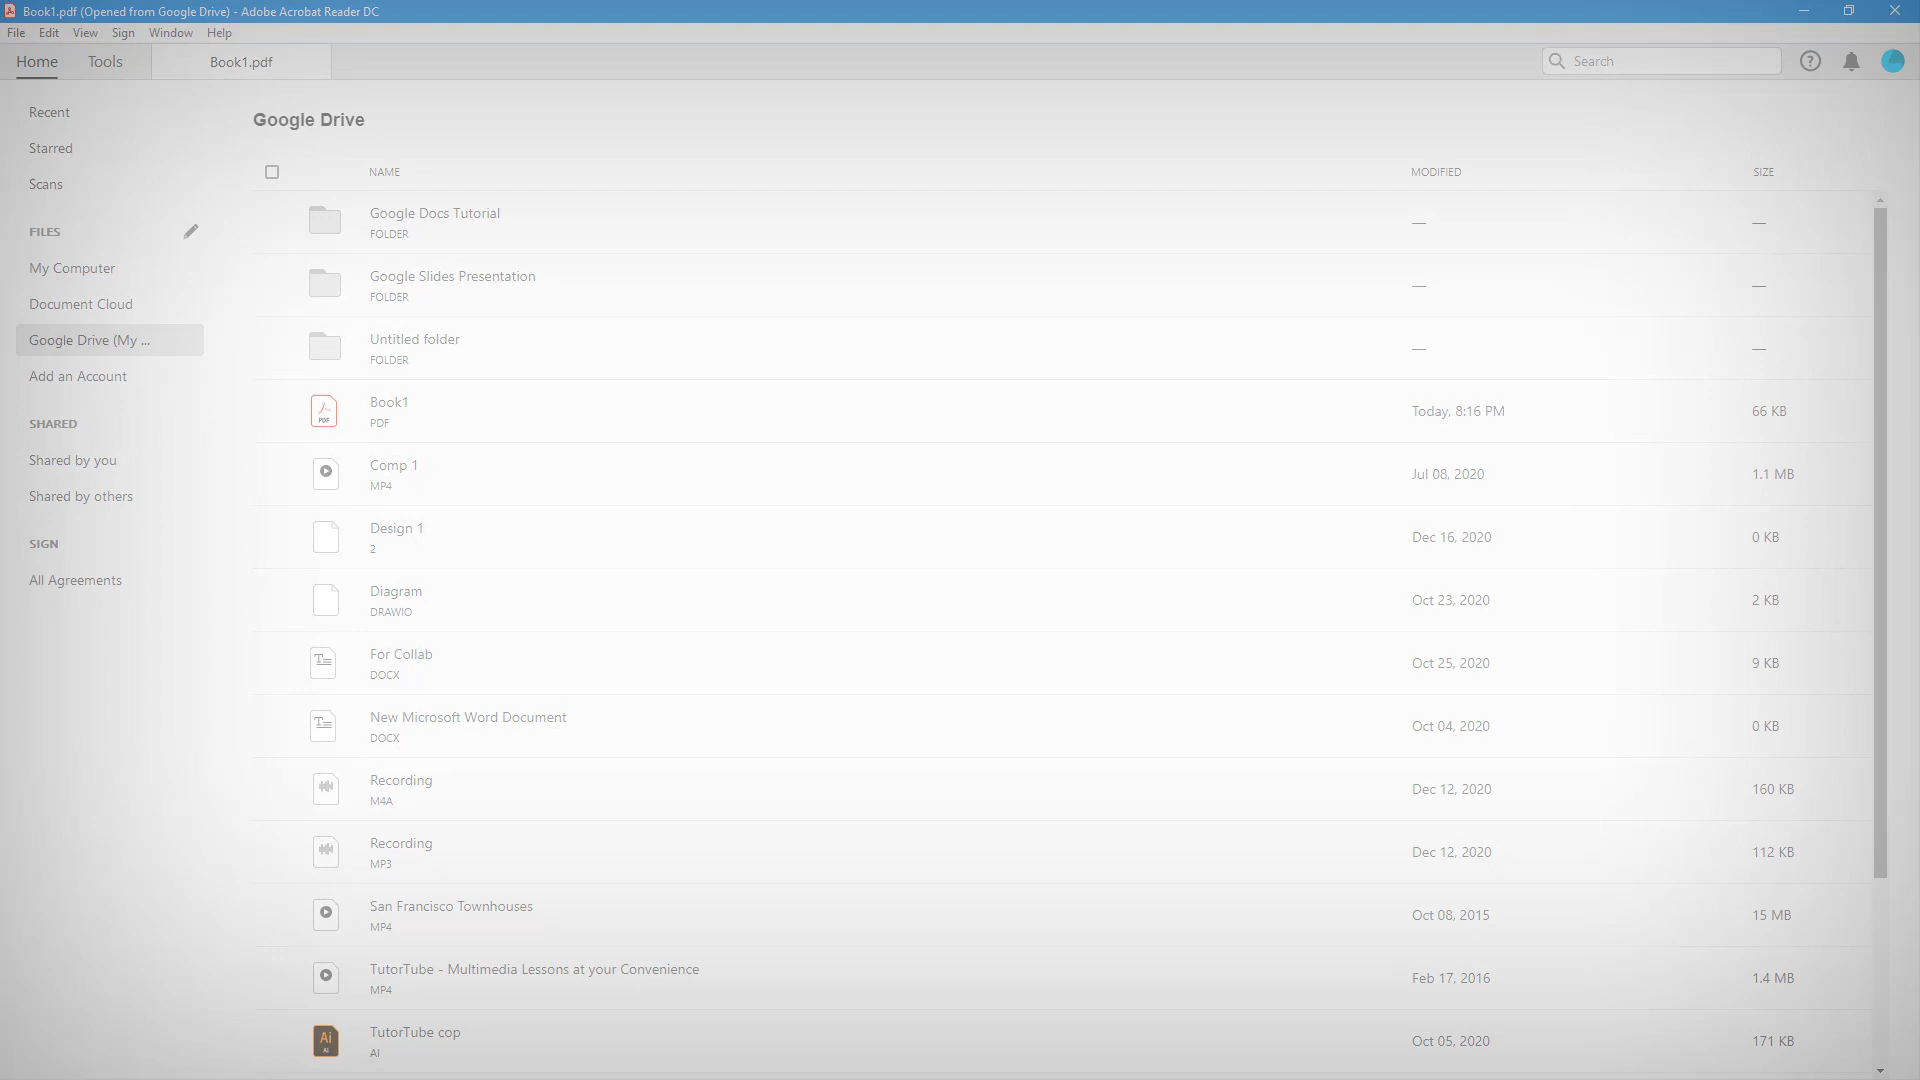 Book1.pdf (Opened from Google Drive) - Adobe Acrobat Reader DC
File Edit View Sign Window Help
Home Tools Book1.pdf Search
Recent
Starred
Scans
FILES
My Computer
Document Cloud
Google Drive (My ...
Add an Account
SHARED
Shared by you
Shared by others
SIGN
All Agreements
Google Drive
NAME MODIFIED SIZE
Google Docs Tutorial
FOLDER
— —
Google Slides Presentation
FOLDER
— —
Untitled folder
FOLDER
— —
PDF
Book1
PDF
Today, 8:16 PM 66 KB
Comp 1
MP4
Jul 08, 2020 1.1 MB
Design 1
2
Dec 16, 2020 0 KB
Diagram
DRAWIO
Oct 23, 2020 2 KB
For Collab
DOCX
Oct 25, 2020 9 KB
New Microsoft Word Document
DOCX
Oct 04, 2020 0 KB
Recording
M4A
Dec 12, 2020 160 KB
Recording
MP3
Dec 12, 2020 112 KB
San Francisco Townhouses
MP4
Oct 08, 2015 15 MB
TutorTube - Multimedia Lessons at your Convenience
MP4
Feb 17, 2016 1.4 MB
Ai
AI
TutorTube cop
AI
Oct 05, 2020 171 KB